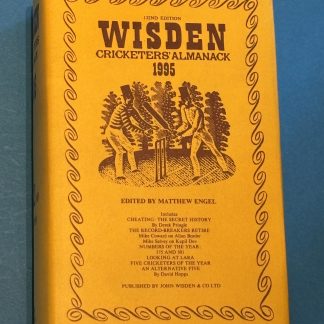 132ND EDITION
WISDEN
CRICKETERS' ALMANACK
1995
EDITED BY MATTHEW ENGEL
Includes
CHEATING: THE SECRET HISTORY
By Derek Pringle
THE RECORD-BREAKERS RETIRE
Mike Coward on Allan Border
Mike Selvey on Kapil Dev
NUMBERS OF THE YEAR:
375 AND 501
LOOKING AT LARA
FIVE CRICKETERS OF THE YEAR
AN ALTERNATIVE FIVE
By David Hopps
PUBLISHED BY JOHN WISDEN & CO LTD